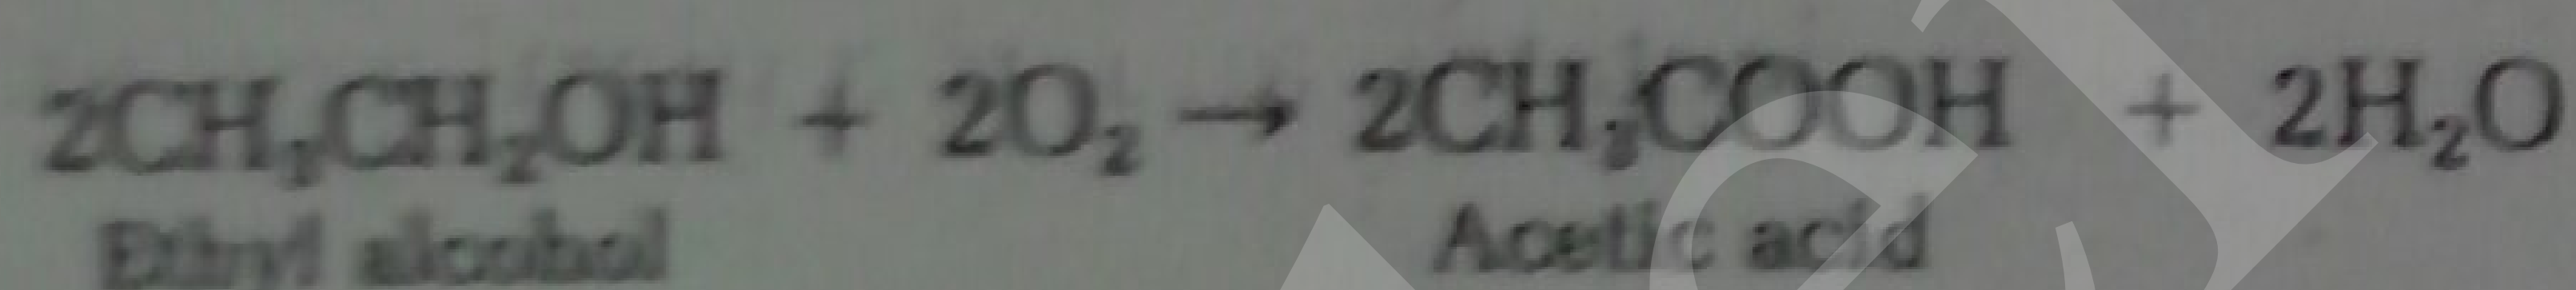 2CH₃CH₂OH + 2O₂ → 2CH₃COOH + 2H₂O
Ethyl alcohol Acetic acid